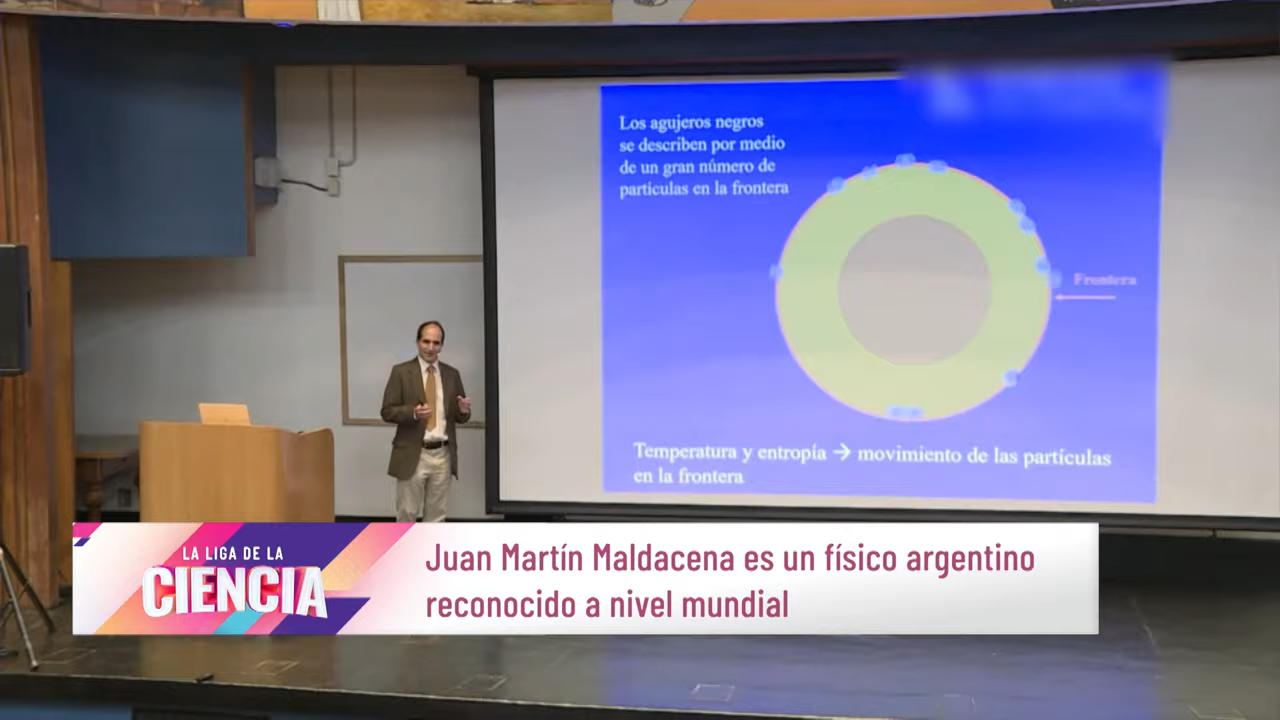 Los agujeros negros
se describen por medio
de un gran número de
partículas en la frontera
Frontera
Temperatura y entropía → movimiento de las partículas
en la frontera
LA LIGA DE LA
CIENCIA
Juan Martín Maldacena es un físico argentino
reconocido a nivel mundial